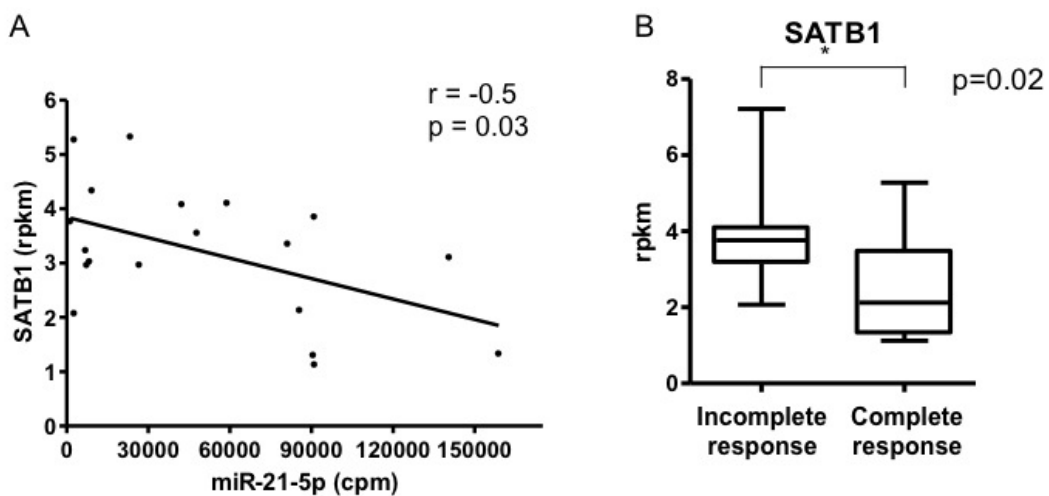 A
r = -0.5
p = 0.03
6
5
4
3
2
1
0
SATB1 (rpkm)
0 30000 60000 90000 120000 150000
miR-21-5p (cpm)
B
SATB1
*
p=0.02
8
6
4
2
0
rpkm
Incomplete
response
Complete
response